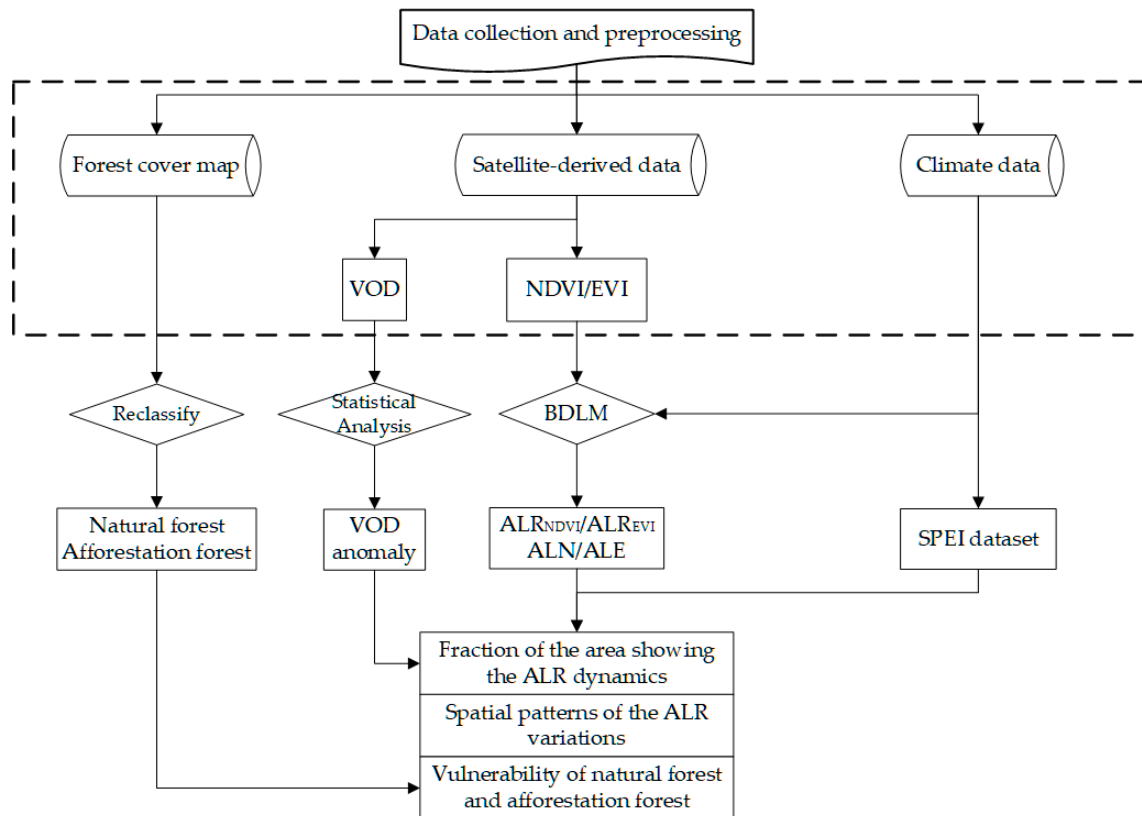 Data collection and preprocessing
Forest cover map
Satellite-derived data
Climate data
VOD
NDVI/EVI
Reclassify
Statistical
Analysis
BDLM
Natural forest
Afforestation forest
VOD
anomaly
ALRNDVI/ALREVI
ALN/ALE
SPEI dataset
Fraction of the area showing
the ALR dynamics
Spatial patterns of the ALR
variations
Vulnerability of natural forest
and afforestation forest